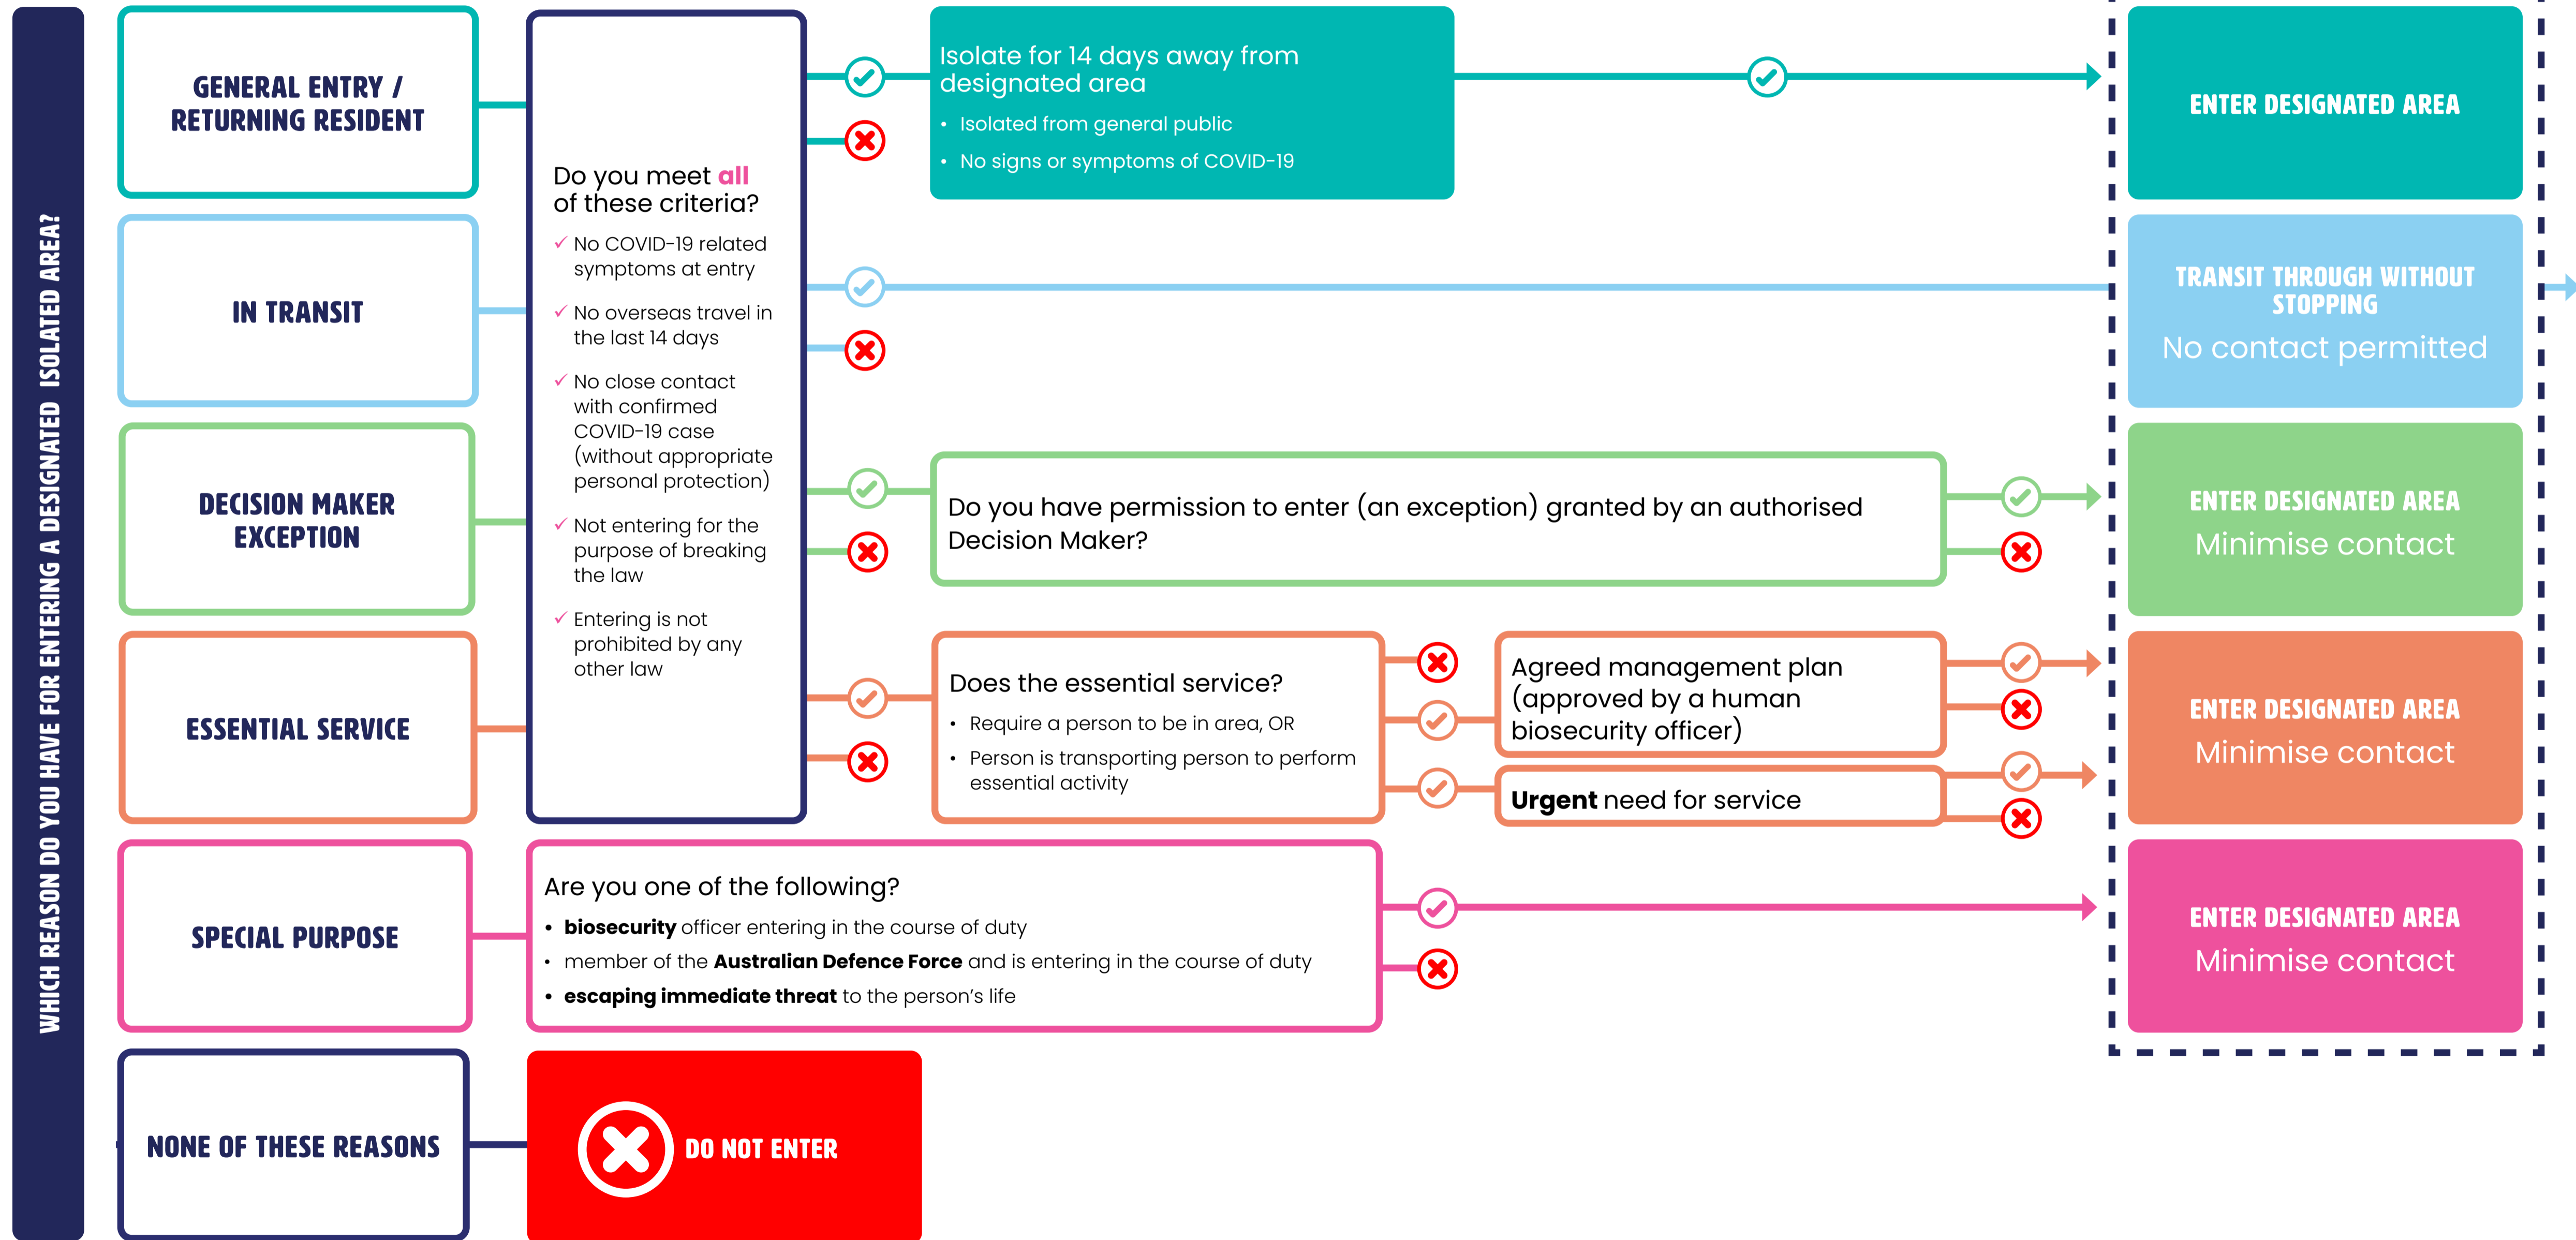 WHICH REASON DO YOU HAVE FOR ENTERING A DESIGNATED ISOLATED AREA?
GENERAL ENTRY /
RETURNING RESIDENT
IN TRANSIT
DECISION MAKER
EXCEPTION
ESSENTIAL SERVICE
SPECIAL PURPOSE
NONE OF THESE REASONS
Do you meet all
of these criteria?
No COVID-19 related
symptoms at entry
No overseas travel in
the last 14 days
No close contact
with confirmed
COVID-19 case
(without appropriate
personal protection)
Not entering for the
purpose of breaking
the law
Entering is not
prohibited by any
other law
Isolate for 14 days away from
designated area
• Isolated from general public
• No signs or symptoms of COVID-19
Do you have permission to enter (an exception) granted by an authorised
Decision Maker?
Does the essential service?
• Require a person to be in area, OR
• Person is transporting person to perform
essential activity
Agreed management plan
(approved by a human
biosecurity officer)
Urgent need for service
Are you one of the following?
• biosecurity officer entering in the course of duty
• member of the Australian Defence Force and is entering in the course of duty
• escaping immediate threat to the person's life
DO NOT ENTER
ENTER DESIGNATED AREA
TRANSIT THROUGH WITHOUT
STOPPING
No contact permitted
ENTER DESIGNATED AREA
Minimise contact
ENTER DESIGNATED AREA
Minimise contact
ENTER DESIGNATED AREA
Minimise contact